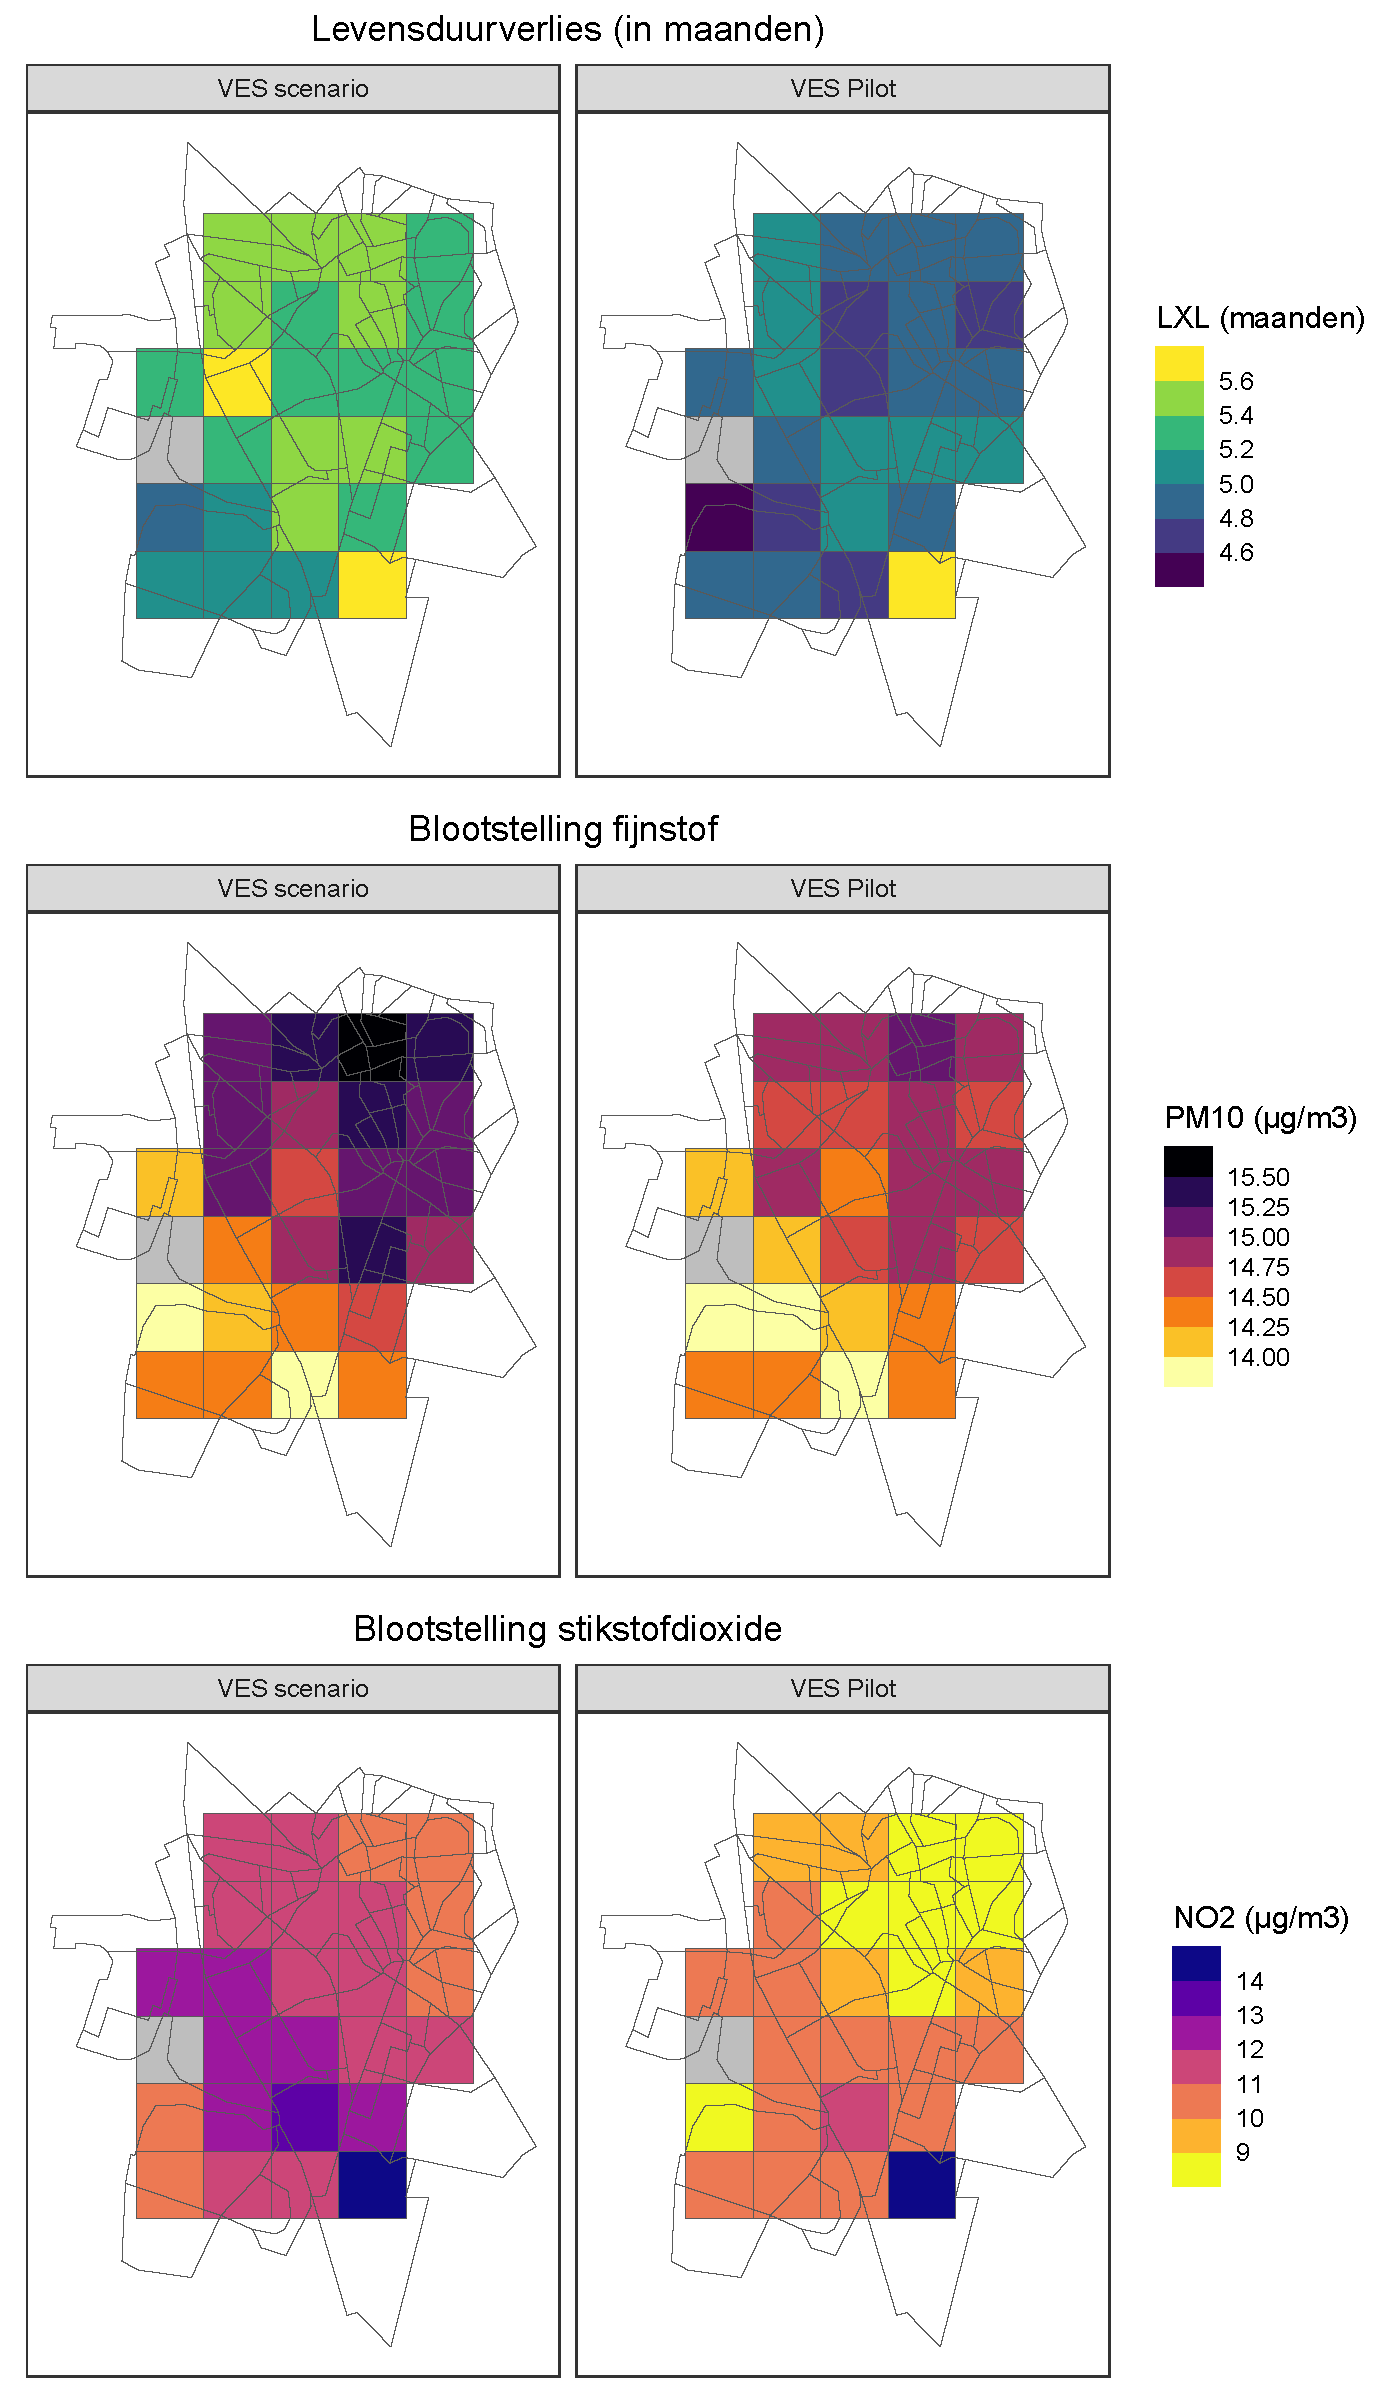 Levensduurverlies (in maanden)
VES scenario
VES Pilot
LXL (maanden)
5.6
5.4
5.2
5.0
4.8
4.6
Blootstelling fijnstof
VES scenario
VES Pilot
PM10 (µg/m3)
15.50
15.25
15.00
14.75
14.50
14.25
14.00
Blootstelling stikstofdioxide
VES scenario
VES Pilot
NO2 (µg/m3)
14
13
12
11
10
9